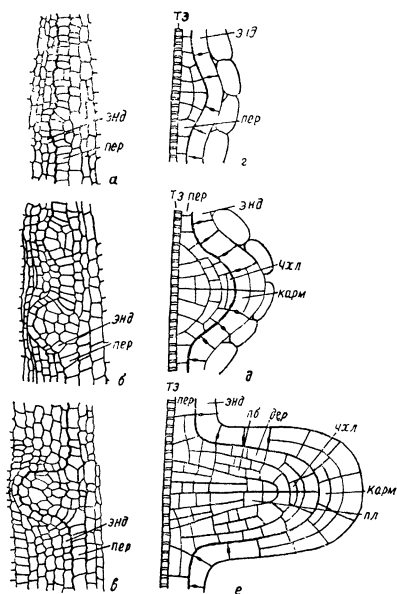 энд
пер
а
ТЭ
энд
пер
г
энд
пер
б
ТЭ пер
энд
чхл
карм
д
энд
пер
в
ТЭ
пер
энд
пб
дер
чхл
карм
пл
е